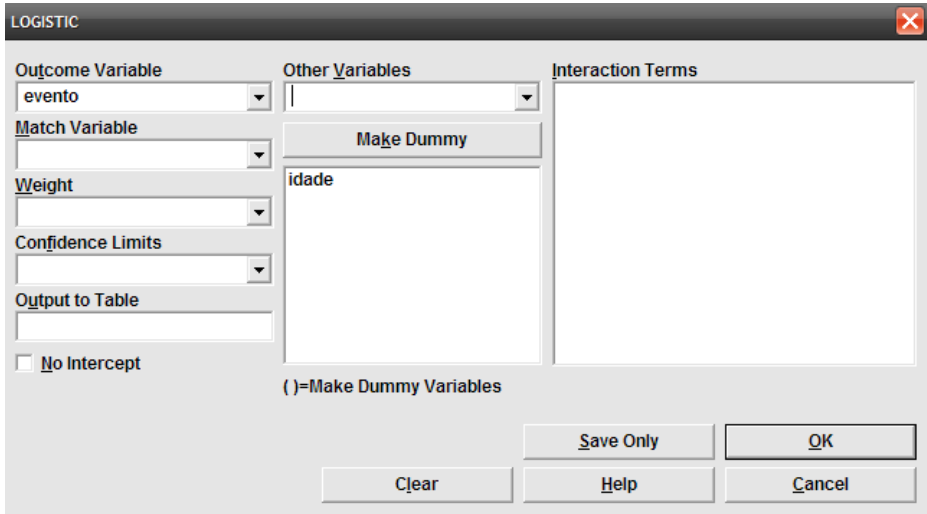 LOGISTIC
Outcome Variable
evento
Match Variable
Weight
Confidence Limits
Output to Table
No Intercept
Other Variables
Make Dummy
idade
( )=Make Dummy Variables
Interaction Terms
Save Only
OK
Clear
Help
Cancel